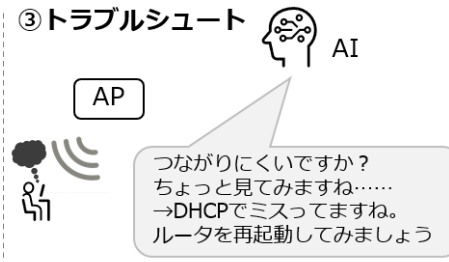 ③トラブルシュート
AI
AP
つながりにくいですか？
ちょっと見てみますね……
→DHCPでミスってますね。
ルータを再起動してみましょう